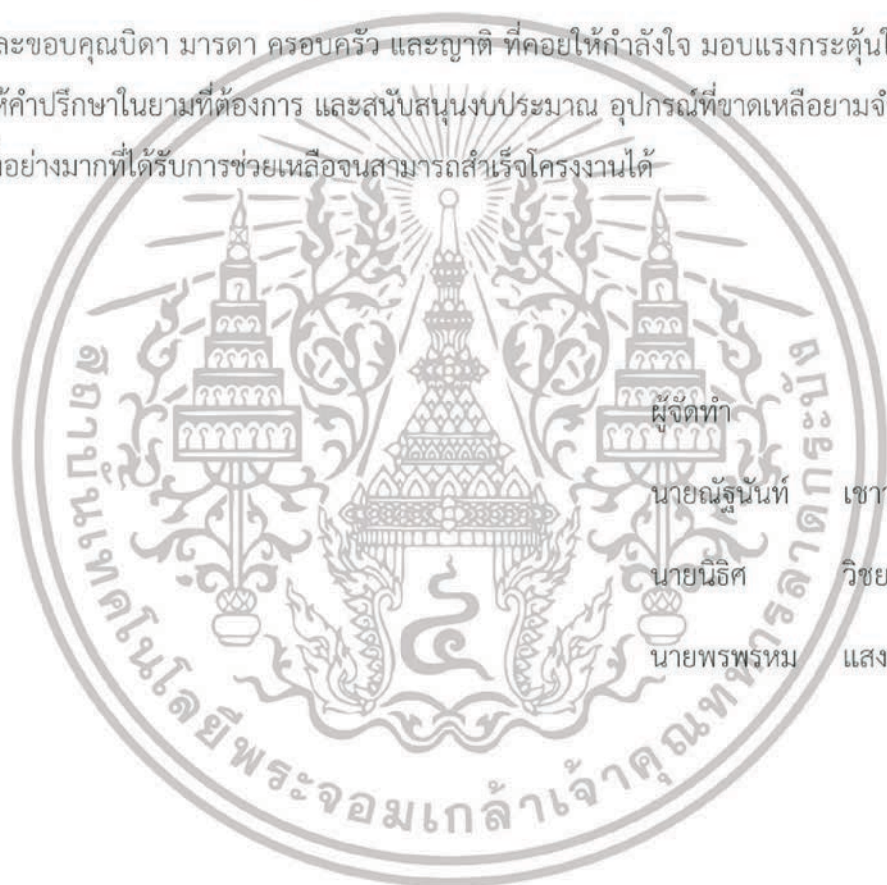 ละขอบคุณบิดา มารดา ครอบครัว และญาติ ที่คอยให้กำลังใจ มอบแรงกระตุ้น
ห้คำปรึกษาในยามที่ต้องการ และสนับสนุนงบประมาณ อุปกรณ์ที่ขาดเหลือยามจำ
อย่างมากที่ได้รับการช่วยเหลือจนสามารถสำเร็จโครงงานได้
ผู้จัดทำ
นายณัฐนันท์ เชาว
นายนิธิศ วิชย
นายพรพรหม แสง
สถาบันเทคโนโลยีพระจอมเกล้าเจ้าคุณทหารลาดกระบัง
๔